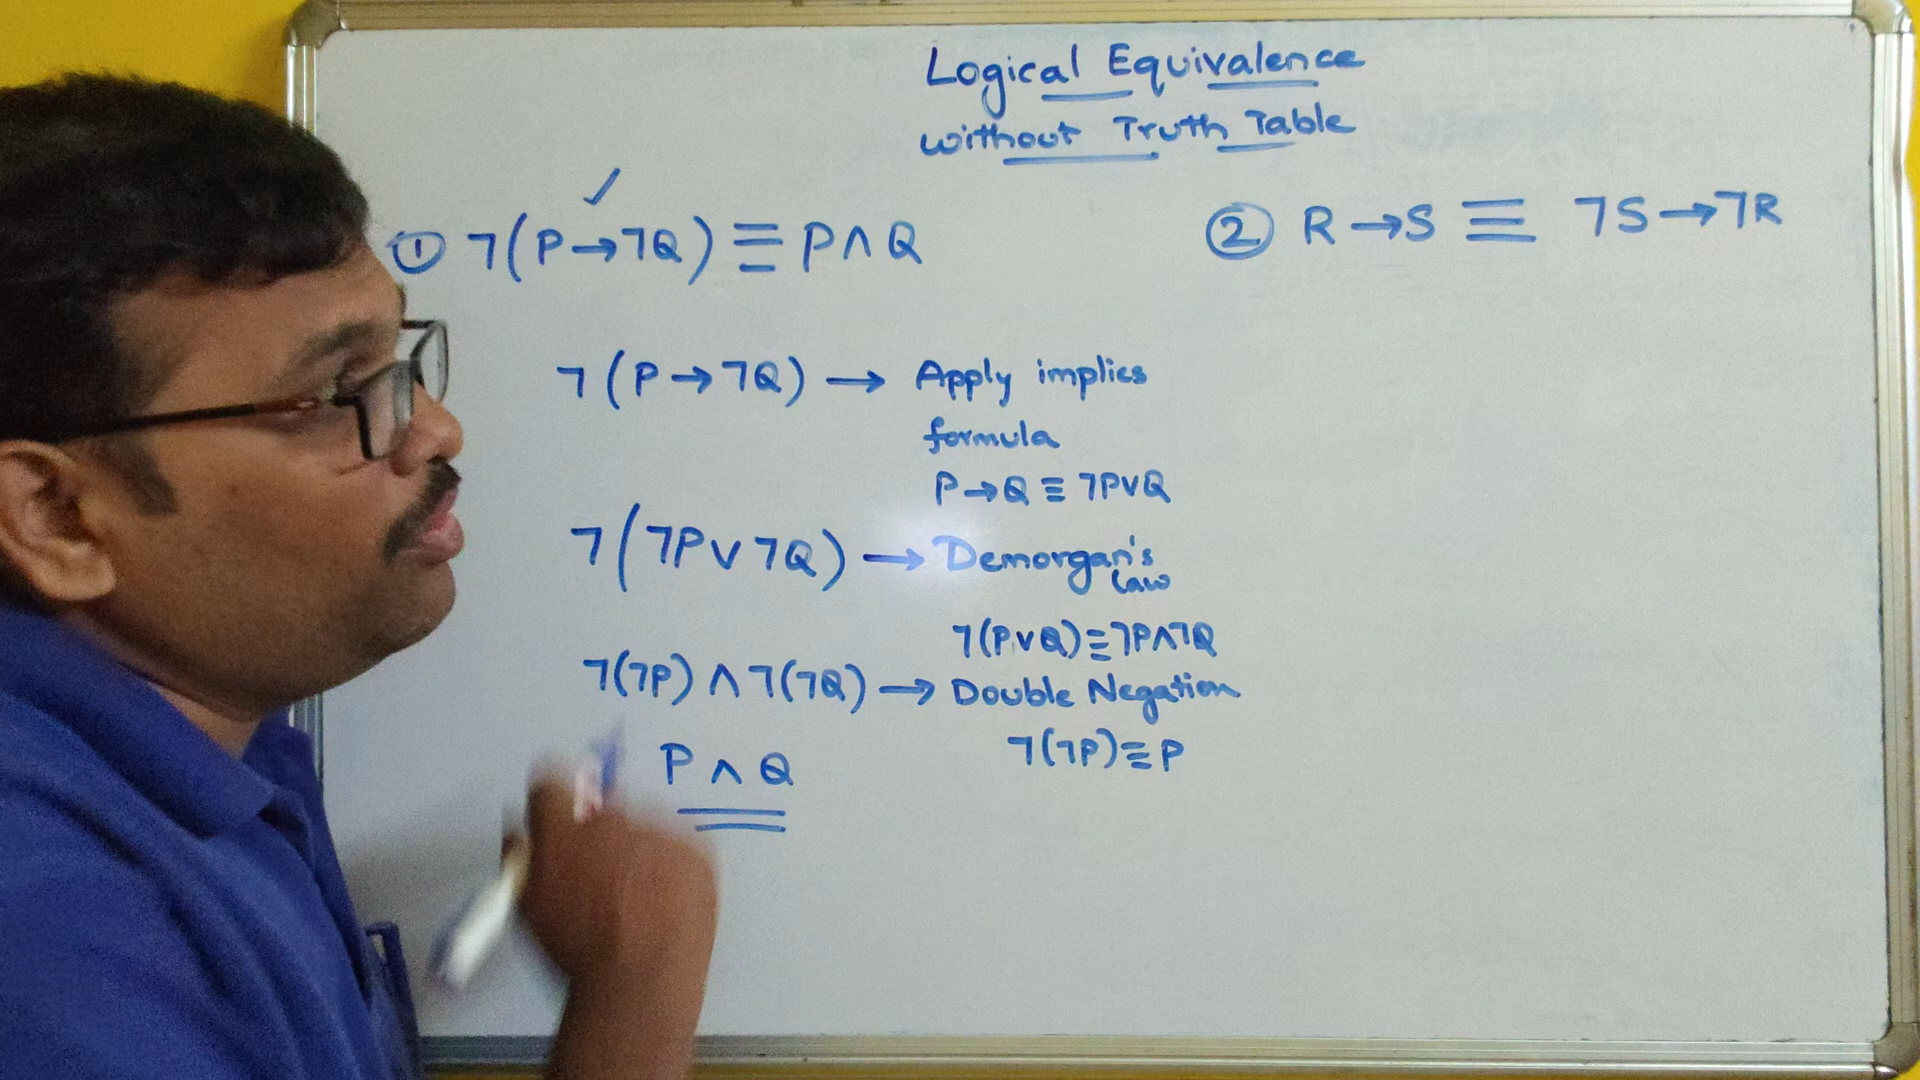 Logical Equivalence
without Truth Table
① ¬(P→¬Q) ≡ P∧Q
② R→S ≡ ¬S→¬R
✓
¬(P→¬Q) → Apply implies
formula
P→Q ≡ ¬P∨Q
¬(¬P∨¬Q) → Demorgan's
Law
¬(P∨Q)≡¬P∧¬Q
¬(¬P)∧¬(¬Q) → Double Negation
¬(¬P)≡P
P∧Q